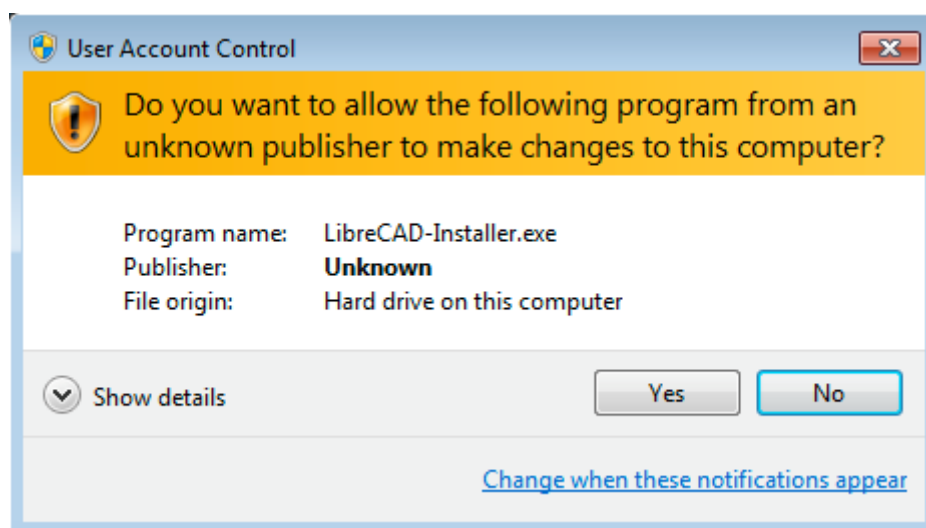 User Account Control
Do you want to allow the following program from an
unknown publisher to make changes to this computer?
Program name: LibreCAD-Installer.exe
Publisher: Unknown
File origin: Hard drive on this computer
Show details
Yes
No
Change when these notifications appear